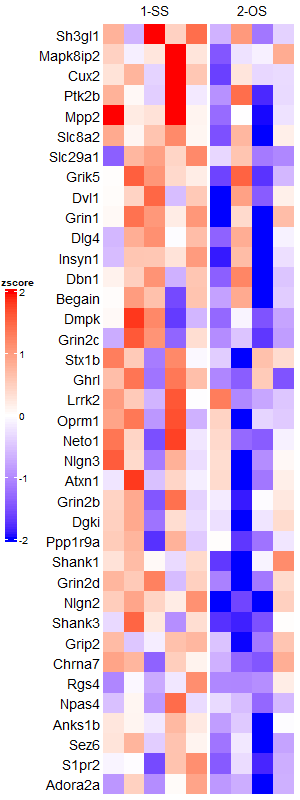 1-SS 2-OS
Sh3gl1
Mapk8ip2
Cux2
Ptk2b
Mpp2
Slc8a2
Slc29a1
Grik5
Dvl1
Grin1
Dlg4
Insyn1
Dbn1
Begain
Dmpk
Grin2c
Stx1b
Ghrl
Lrrk2
Oprm1
Neto1
Nlgn3
Atxn1
Grin2b
Dgki
Ppp1r9a
Shank1
Grin2d
Nlgn2
Shank3
Grip2
Chrna7
Rgs4
Npas4
Anks1b
Sez6
S1pr2
Adora2a
zscore
2
1
0
-1
-2